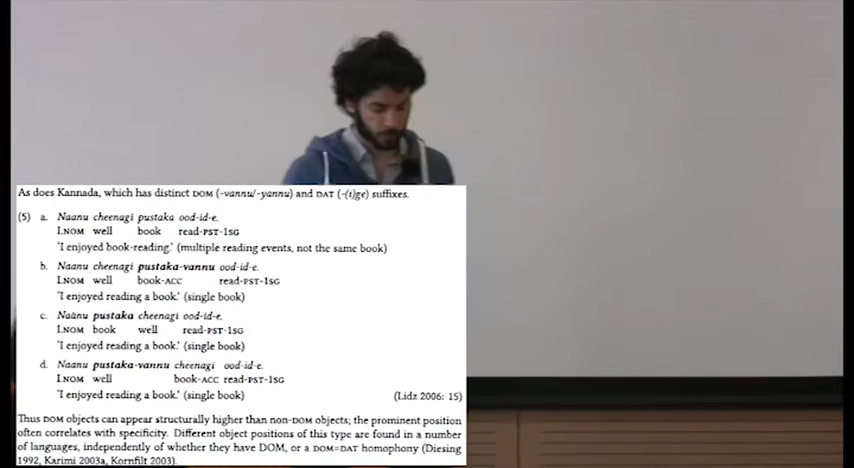 As does Kannada, which has distinct DOM (-vannu/-yannu) and DAT (-(i)ge) suffixes.
(5) a. Naanu cheenagi pustaka ood-id-e.
I.NOM well book read-PST-1SG
'I enjoyed book-reading.' (multiple reading events, not the same book)
b. Naanu cheenagi pustaka-vannu ood-id-e.
I.NOM well book-ACC read-PST-1SG
'I enjoyed reading a book.' (single book)
c. Naanu pustaka cheenagi ood-id-e.
I.NOM book well read-PST-1SG
'I enjoyed reading a book.' (single book)
d. Naanu pustaka-vannu cheenagi ood-id-e.
I.NOM well book-ACC read-PST-1SG
'I enjoyed reading a book.' (single book) (Lidz 2006: 15)
Thus DOM objects can appear structurally higher than non-DOM objects; the prominent position
often correlates with specificity. Different object positions of this type are found in a number
of languages, independently of whether they have DOM, or a DOM=DAT homophony (Diesing
1992, Karimi 2003a, Kornfilt 2003).